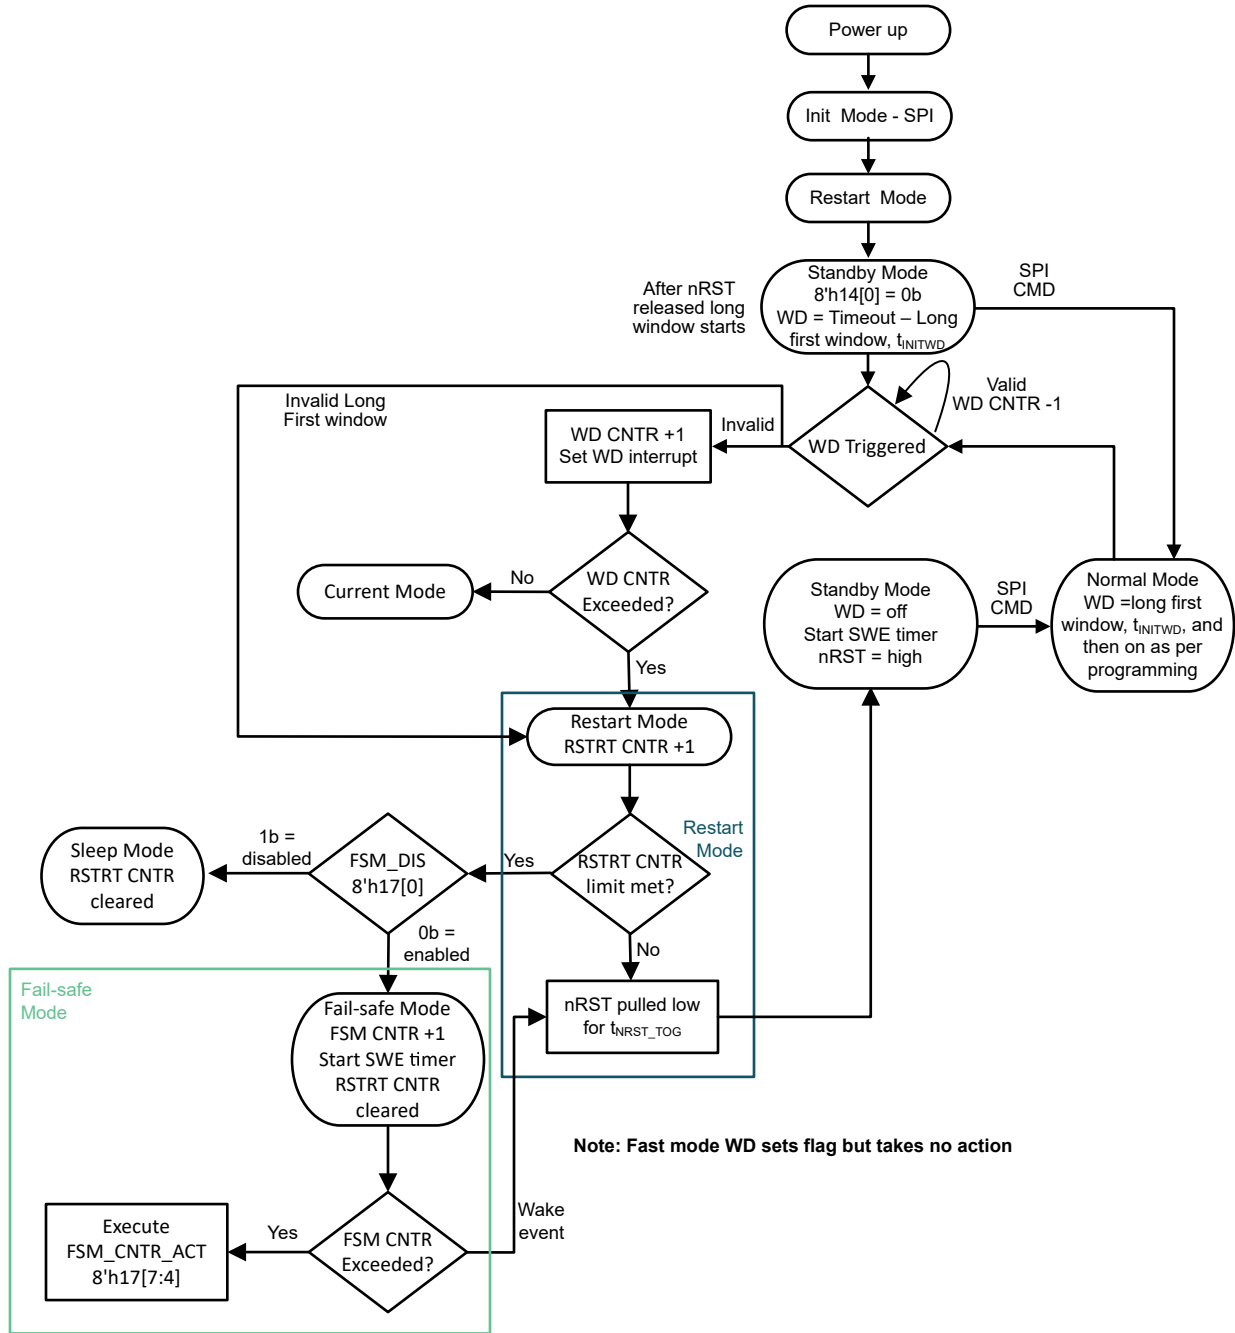 Power up
Init  Mode - SPI
Restart  Mode
After nRST
released long
window starts
Standby Mode
8'h14[0] = 0b
WD = Timeout – Long
first window, tINITWD
SPI
CMD
Invalid Long
First window
WD CNTR +1
Set WD interrupt
Invalid
WD Triggered
Valid
WD CNTR -1
Current Mode
No
WD CNTR
Exceeded?
Yes
Standby Mode
WD = off
Start SWE timer
nRST = high
SPI
CMD
Normal Mode
WD =long first
window, tINITWD, and
then on as per
programming
Restart Mode
RSTRT CNTR +1
Restart
Mode
Sleep Mode
RSTRT CNTR
cleared
1b =
disabled
FSM_DIS
8'h17[0]
Yes
RSTRT CNTR
limit met?
0b =
enabled
No
Fail-safe
Mode
Fail-safe Mode
FSM CNTR +1
Start SWE timer
RSTRT CNTR
cleared
nRST pulled low
for tNRST_TOG
Note: Fast mode WD sets flag but takes no action
Execute
FSM_CNTR_ACT
8'h17[7:4]
Yes
FSM CNTR
Exceeded?
Wake
event